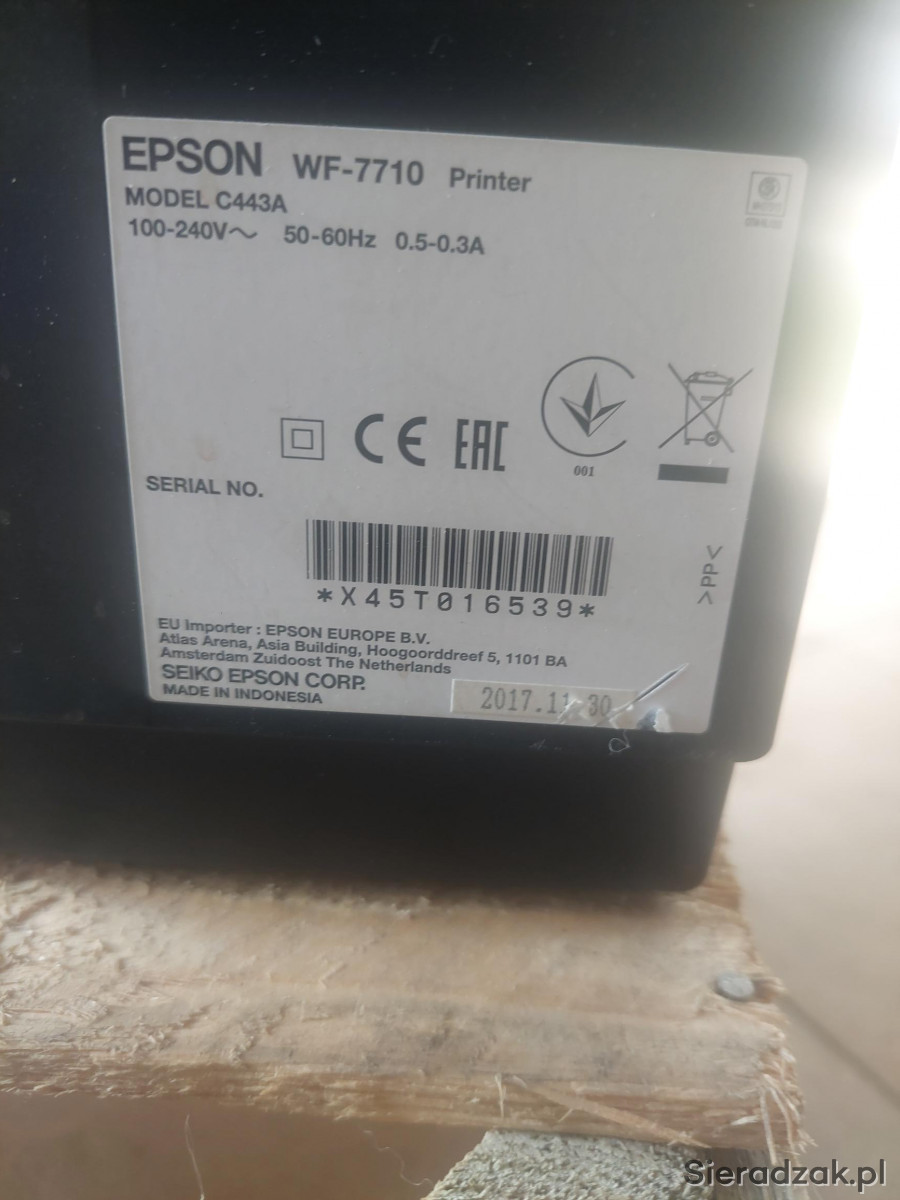 EPSON WF-7710 Printer
MODEL C443A
100-240V~ 50-60Hz 0.5-0.3A
CE EAC
001
SERIAL NO.
*X45T016539*
>PP<
EU Importer : EPSON EUROPE B.V.
Atlas Arena, Asia Building, Hoogoorddreef 5, 1101 BA
Amsterdam Zuidoost The Netherlands
SEIKO EPSON CORP.
MADE IN INDONESIA
2017.11.30
Sieradzak.pl